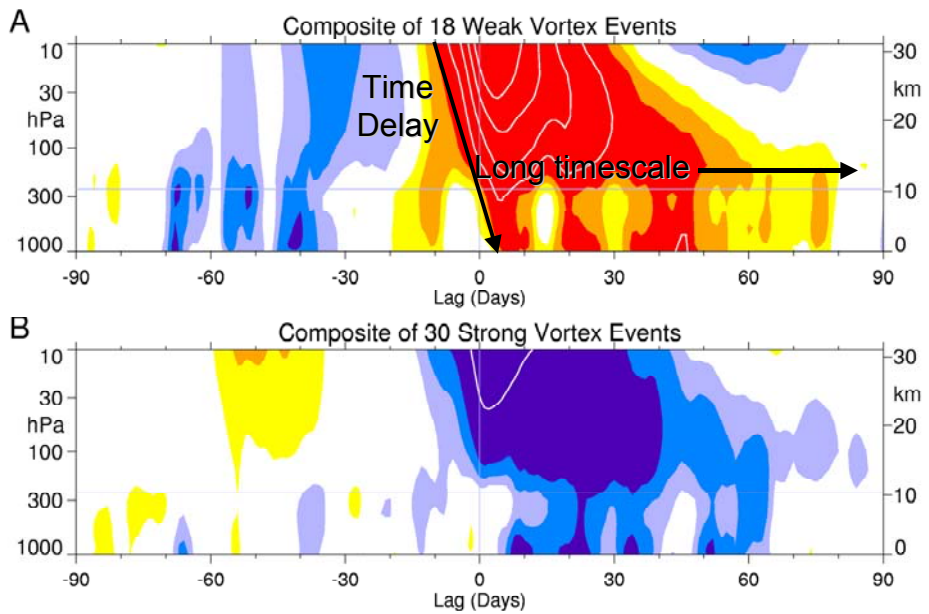 A
Composite of 18 Weak Vortex Events
10
30
hPa
100
300
1000
30
km
20
10
0
Time
Delay
Long timescale
-90 -60 -30 0 30 60 90
Lag (Days)
B
Composite of 30 Strong Vortex Events
10
30
hPa
100
300
1000
30
km
20
10
0
-90 -60 -30 0 30 60 90
Lag (Days)